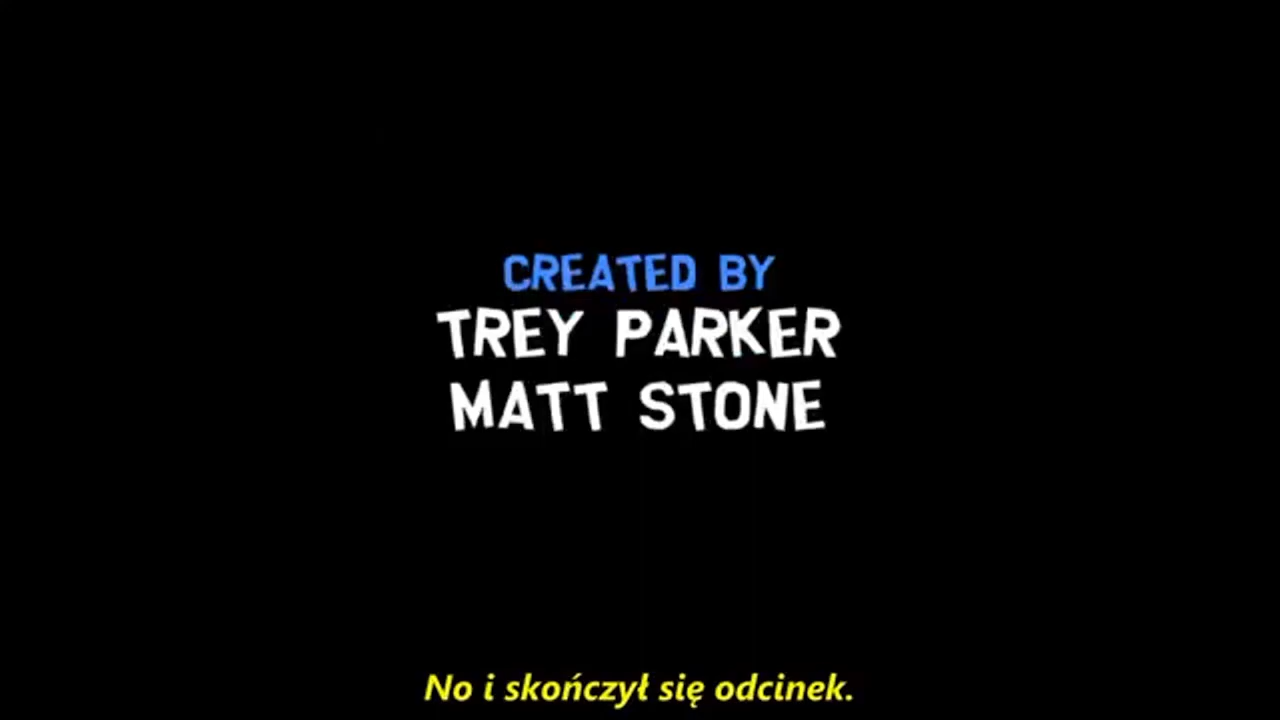 CREATED BY
TREY PARKER
MATT STONE
No i skończył się odcinek.